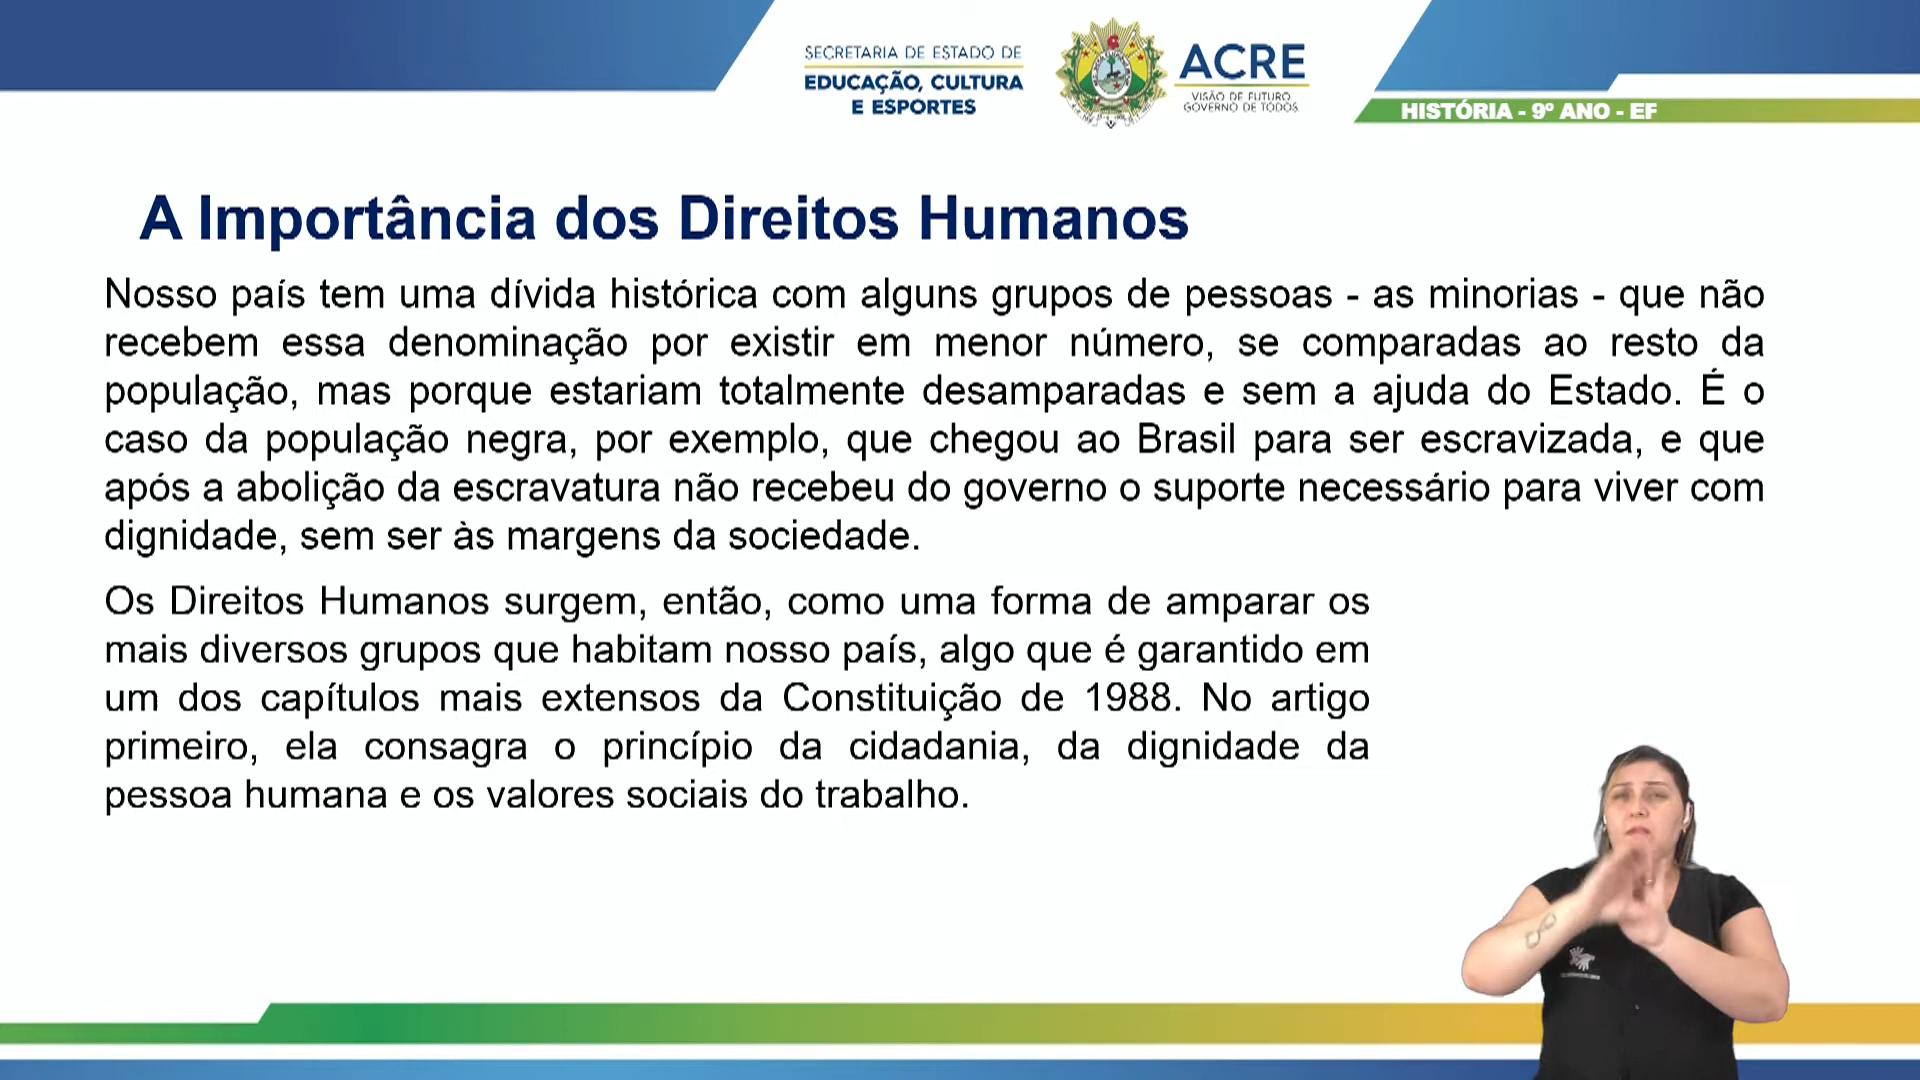 SECRETARIA DE ESTADO DE
EDUCAÇÃO, CULTURA
E ESPORTES
ACRE
VISÃO DE FUTURO
GOVERNO DE TODOS
HISTÓRIA - 9º ANO - EF
A Importância dos Direitos Humanos
Nosso país tem uma dívida histórica com alguns grupos de pessoas - as minorias - que não
recebem essa denominação por existir em menor número, se comparadas ao resto da
população, mas porque estariam totalmente desamparadas e sem a ajuda do Estado. É o
caso da população negra, por exemplo, que chegou ao Brasil para ser escravizada, e que
após a abolição da escravatura não recebeu do governo o suporte necessário para viver com
dignidade, sem ser às margens da sociedade.
Os Direitos Humanos surgem, então, como uma forma de amparar os
mais diversos grupos que habitam nosso país, algo que é garantido em
um dos capítulos mais extensos da Constituição de 1988. No artigo
primeiro, ela consagra o princípio da cidadania, da dignidade da
pessoa humana e os valores sociais do trabalho.